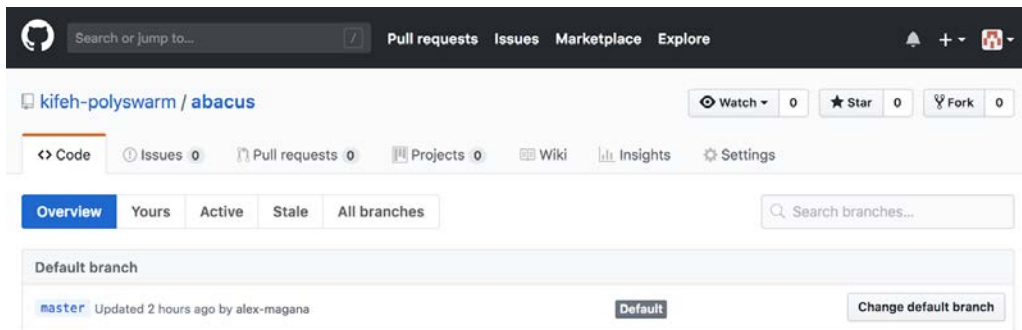 Search or jump to... / Pull requests Issues Marketplace Explore
kifeh-polyswarm / abacus Watch 0 Star 0 Fork 0
<> Code Issues 0 Pull requests 0 Projects 0 Wiki Insights Settings
Overview Yours Active Stale All branches Search branches...
Default branch
master Updated 2 hours ago by alex-magana Default Change default branch